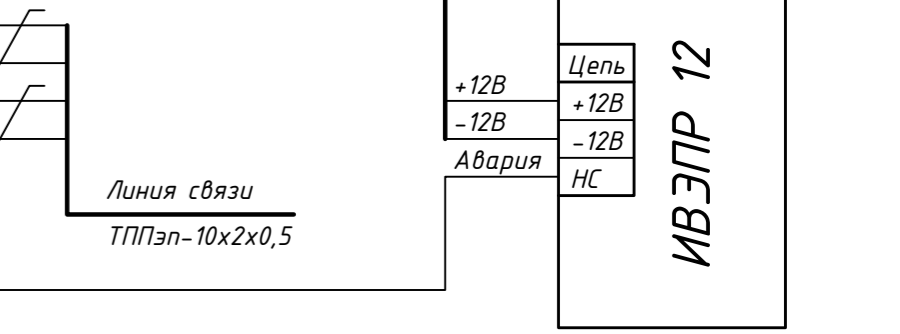 Цепь
+12В
+12В
-12В
-12В
Авария
НС
ИВЭПР 12
Линия связи
ТППэп-10х2х0,5